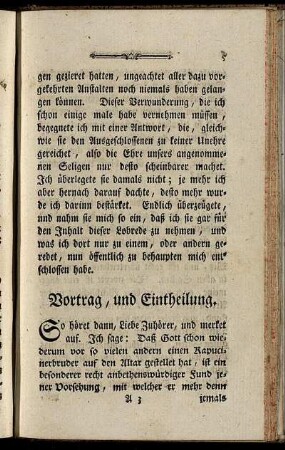 5
gen gezieret hatten, ungeachtet aller dazu vor-
gekehrten Anstalten noch niemals haben gelan-
gen können. Dieser Verwunderung, die ich
schon einige male habe vernehmen müssen,
begegnete ich mit einer Antwort, die, gleich-
wie sie den Ausgeschlossenen zu keiner Unehr
gereichet, also die Ehre unsers angenomme-
nen Seligen nur desto scheinbarer machet.
Ich überlegete sie damals nicht; je mehr ich
aber hernach darauf dachte, desto mehr wur-
de ich darinn bestärket. Endlich überzeügete,
und nahm sie mich so ein, daß ich sie gar für
den Inhalt dieser Lobrede zu nehmen, und
was ich dort nur zu einem, oder andern ge-
redet, nun öffentlich zu behaupten mich ent-
schlossen habe.
Vortrag, und Eintheilung.
So höret dann, Liebe Zuhörer, und merket
auf. Ich sage: Daß Gott schon wie-
derum vor so vielen andern einen Kapuci-
nerbruder auf den Altar gestellet hat, ist ein
besonderer recht anbethenswürdiger Fund je-
ner Vorsehung, mit welcher er mehr denn
A 3 jemals